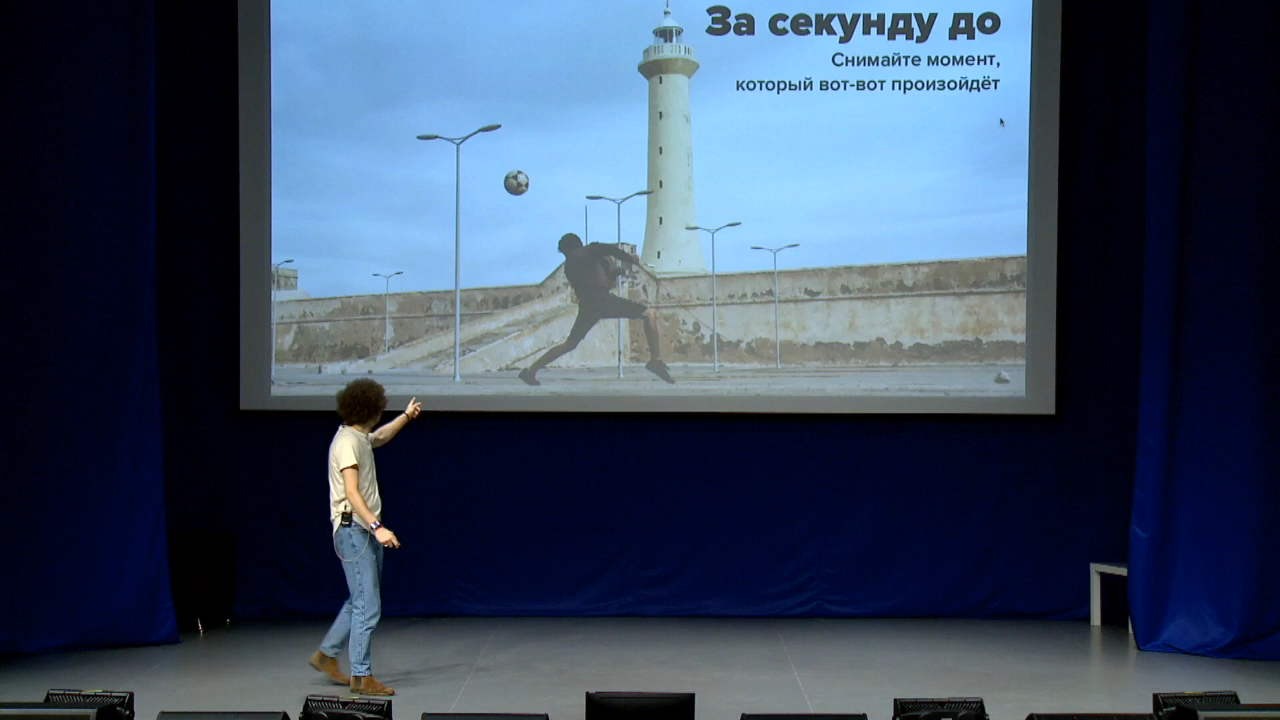 За секунду до
Снимайте момент,
который вот-вот произойдёт